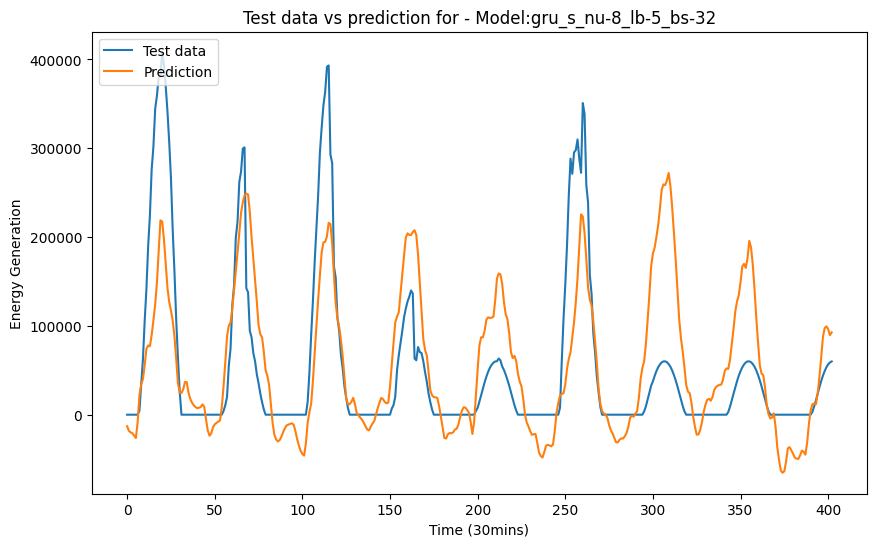 Test data vs prediction for - Model:gru_s_nu-8_lb-5_bs-32
Test data
Prediction
400000
300000
200000
100000
0
Energy Generation
0 50 100 150 200 250 300 350 400
Time (30mins)